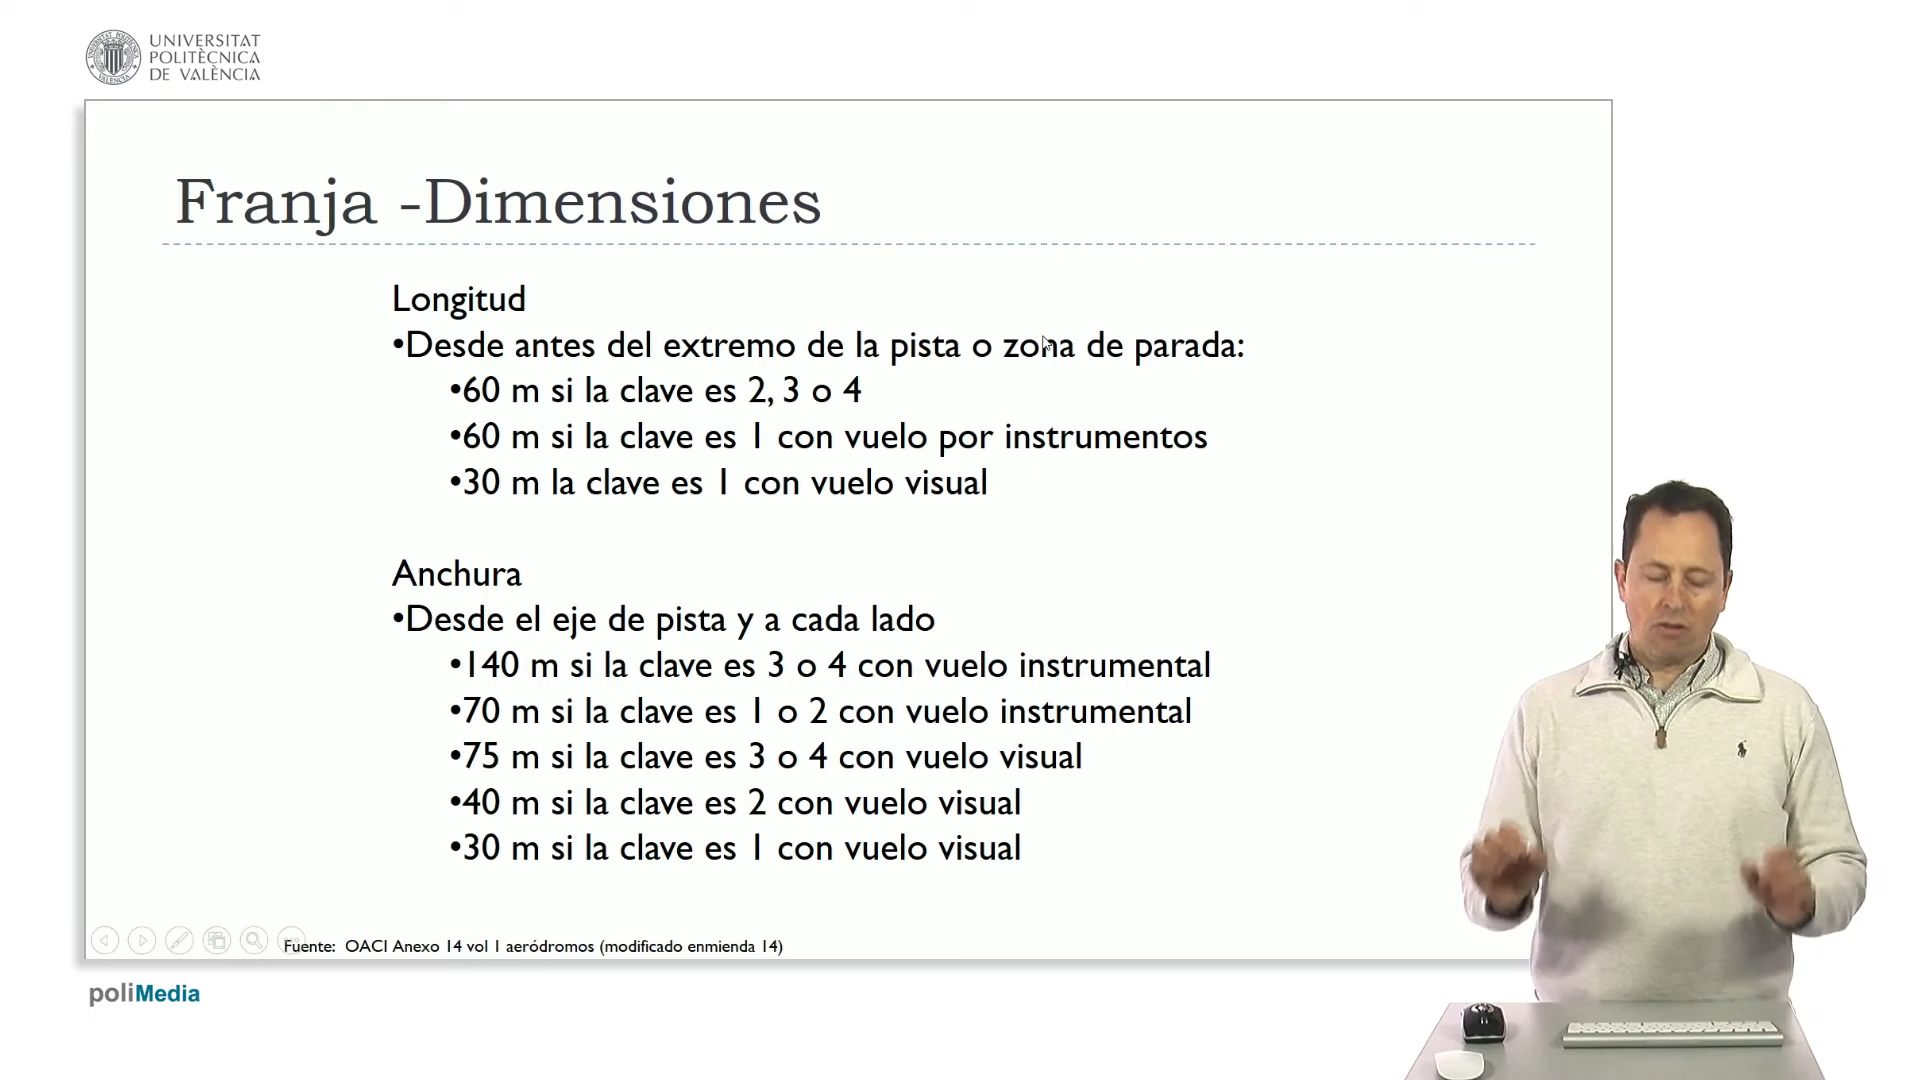 UNIVERSITAT
POLITÈCNICA
DE VALÈNCIA
Franja -Dimensiones
Longitud
•Desde antes del extremo de la pista o zona de parada:
•60 m si la clave es 2, 3 o 4
•60 m si la clave es 1 con vuelo por instrumentos
•30 m la clave es 1 con vuelo visual
Anchura
•Desde el eje de pista y a cada lado
•140 m si la clave es 3 o 4 con vuelo instrumental
•70 m si la clave es 1 o 2 con vuelo instrumental
•75 m si la clave es 3 o 4 con vuelo visual
•40 m si la clave es 2 con vuelo visual
•30 m si la clave es 1 con vuelo visual
Fuente: OACI Anexo 14 vol 1 aeródromos (modificado enmienda 14)
poliMedia